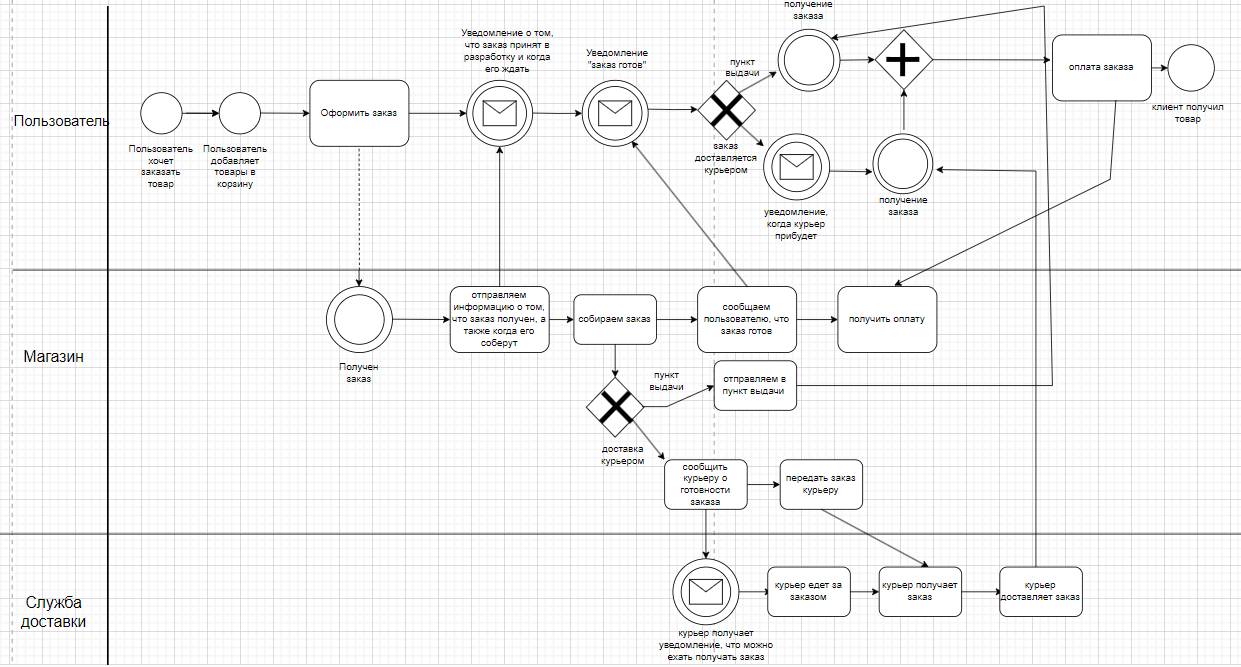 Пользователь
Пользователь
хочет
заказать
товар
Пользователь
добавляет
товары в
корзину
Оформить заказ
Уведомление о том,
что заказ принят в
разработку и когда
его ждать
Уведомление
"заказ готов"
пункт
выдачи
заказ
доставляется
курьером
получение
заказа
уведомление,
когда курьер
прибудет
получение
заказа
оплата заказа
клиент получил
товар
Магазин
Получен
заказ
отправляем
информацию о том,
что заказ получен, а
также когда его
соберут
собираем заказ
сообщаем
пользователю, что
заказ готов
получить оплату
пункт
выдачи
отправляем в
пункт выдачи
доставка
курьером
сообщить
курьеру о
готовности
заказа
передать заказ
курьеру
Служба
доставки
курьер получает
уведомление, что можно
ехать получать заказ
курьер едет за
заказом
курьер получает
заказ
курьер
доставляет заказ